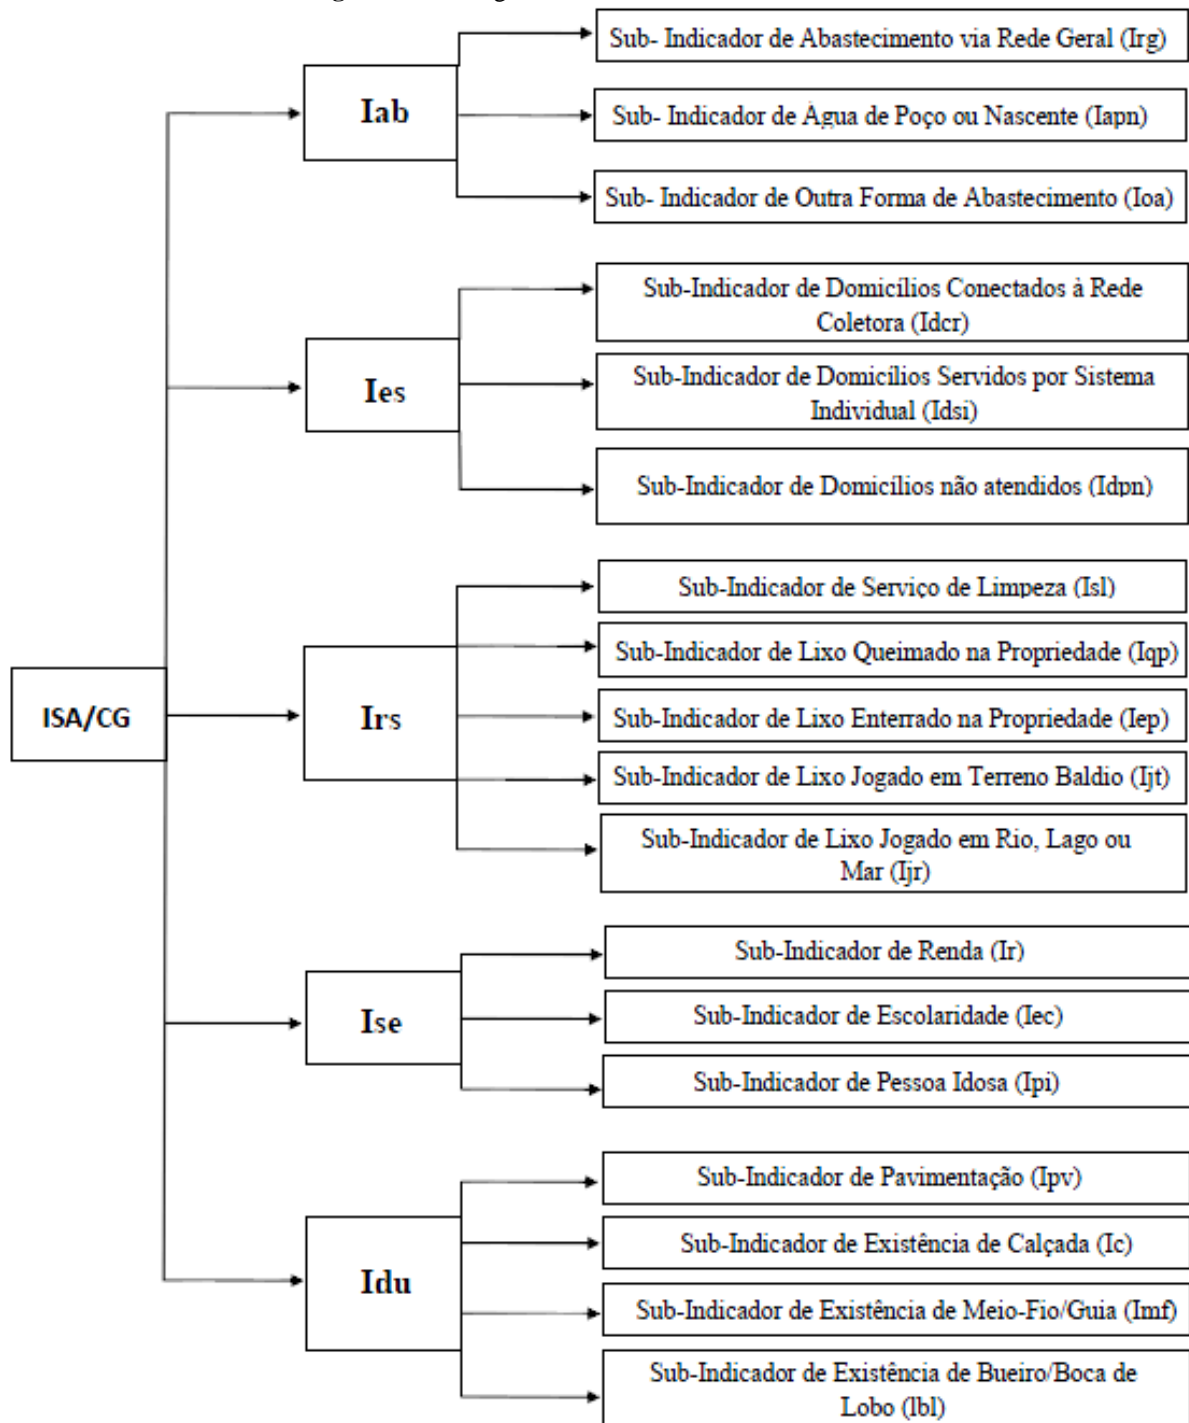 Sub- Indicador de Abastecimento via Rede Geral (Irg)
Iab
Sub- Indicador de Água de Poço ou Nascente (Iapn)
Sub- Indicador de Outra Forma de Abastecimento (Ioa)
Sub-Indicador de Domicílios Conectados à Rede
Coletora (Idcr)
Ies
Sub-Indicador de Domicílios Servidos por Sistema
Individual (Idsi)
Sub-Indicador de Domicílios não atendidos (Idpn)
Sub-Indicador de Serviço de Limpeza (Isl)
Sub-Indicador de Lixo Queimado na Propriedade (Iqp)
ISA/CG
Irs
Sub-Indicador de Lixo Enterrado na Propriedade (Iep)
Sub-Indicador de Lixo Jogado em Terreno Baldio (Ijt)
Sub-Indicador de Lixo Jogado em Rio, Lago ou
Mar (Ijr)
Sub-Indicador de Renda (Ir)
Ise
Sub-Indicador de Escolaridade (Iec)
Sub-Indicador de Pessoa Idosa (Ipi)
Sub-Indicador de Pavimentação (Ipv)
Sub-Indicador de Existência de Calçada (Ic)
Idu
Sub-Indicador de Existência de Meio-Fio/Guia (Imf)
Sub-Indicador de Existência de Bueiro/Boca de
Lobo (Ibl)